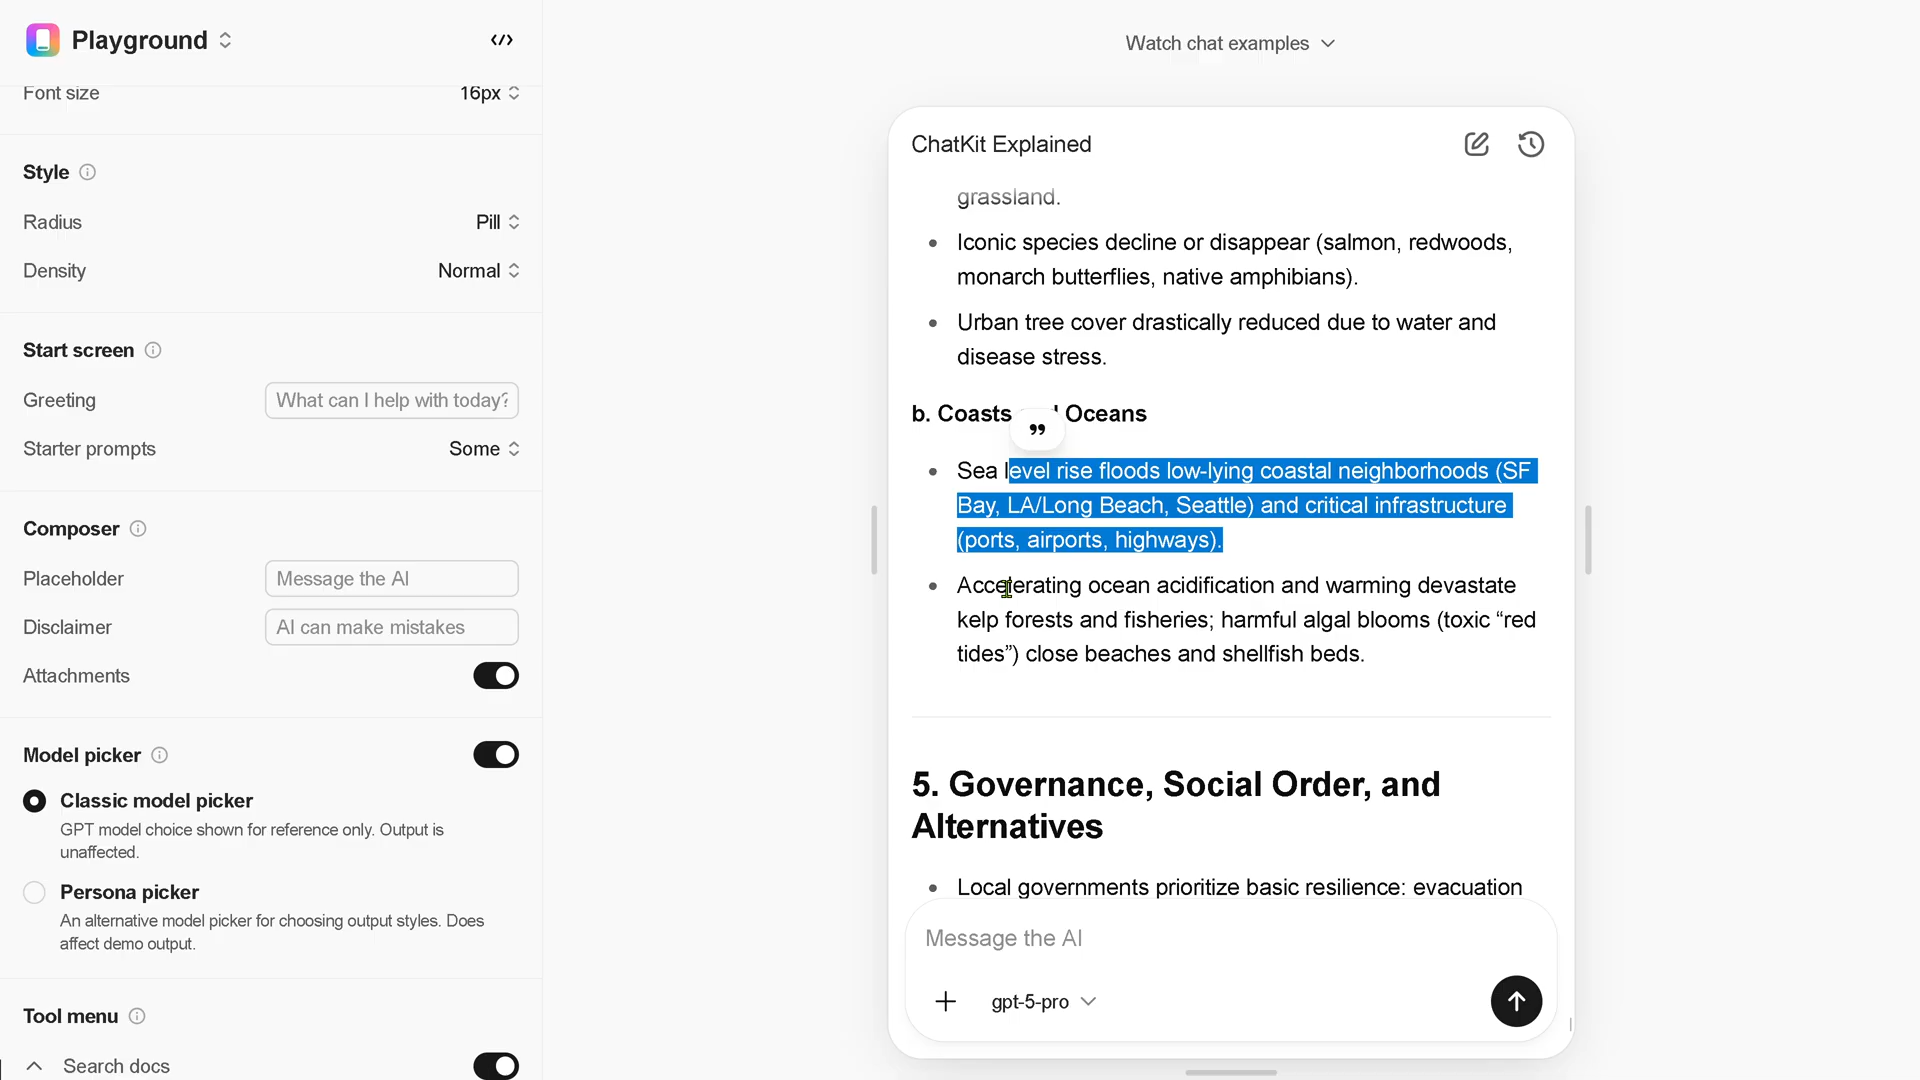 Playground
</>
Font size
16px
Style
Radius
Pill
Density
Normal
Start screen
Greeting
What can I help with today?
Starter prompts
Some
Composer
Placeholder
Message the AI
Disclaimer
AI can make mistakes
Attachments
Model picker
Classic model picker
GPT model choice shown for reference only. Output is
unaffected.
Persona picker
An alternative model picker for choosing output styles. Does
affect demo output.
Tool menu
Search docs
Watch chat examples
ChatKit Explained
grassland.
• Iconic species decline or disappear (salmon, redwoods,
monarch butterflies, native amphibians).
• Urban tree cover drastically reduced due to water and
disease stress.
b. Coasts Oceans
”
• Sea level rise floods low-lying coastal neighborhoods (SF
Bay, LA/Long Beach, Seattle) and critical infrastructure
(ports, airports, highways).
• Accelerating ocean acidification and warming devastate
kelp forests and fisheries; harmful algal blooms (toxic “red
tides”) close beaches and shellfish beds.
5. Governance, Social Order, and
Alternatives
• Local governments prioritize basic resilience: evacuation
Message the AI
gpt-5-pro